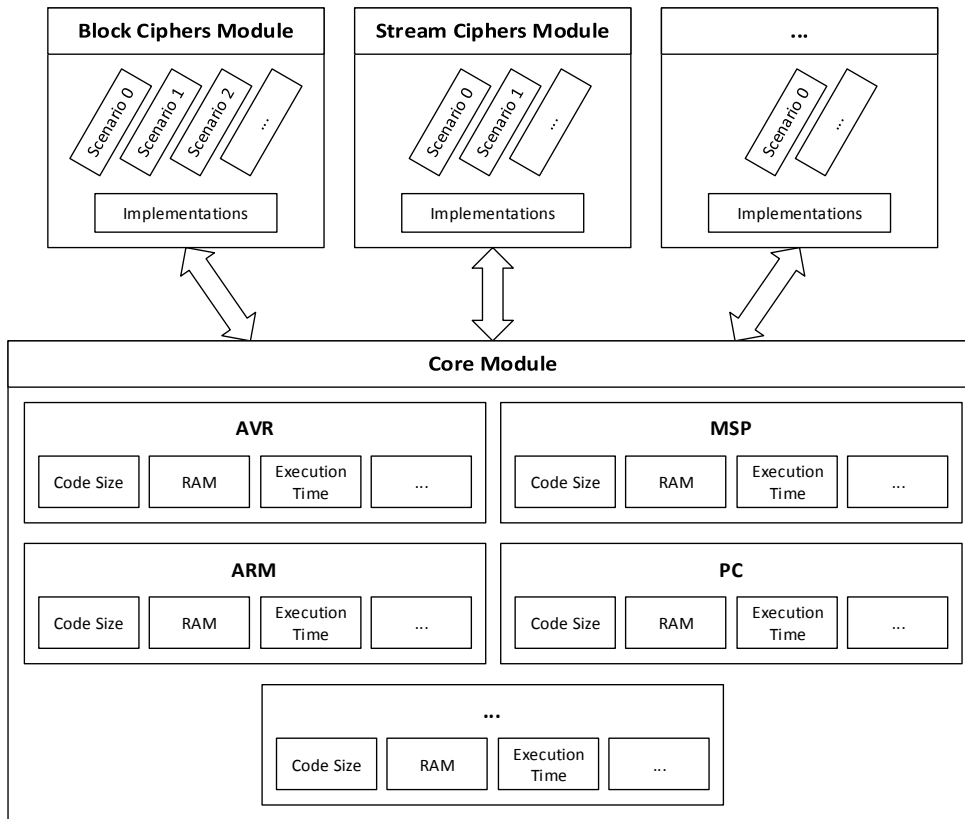 Block Ciphers Module
Scenario 0
Scenario 1
Scenario 2
...
Implementations
Stream Ciphers Module
Scenario 0
Scenario 1
...
Implementations
...
Scenario 0
...
Implementations
Core Module
AVR
Code Size
RAM
Execution
Time
...
MSP
Code Size
RAM
Execution
Time
...
ARM
Code Size
RAM
Execution
Time
...
PC
Code Size
RAM
Execution
Time
...
...
Code Size
RAM
Execution
Time
...